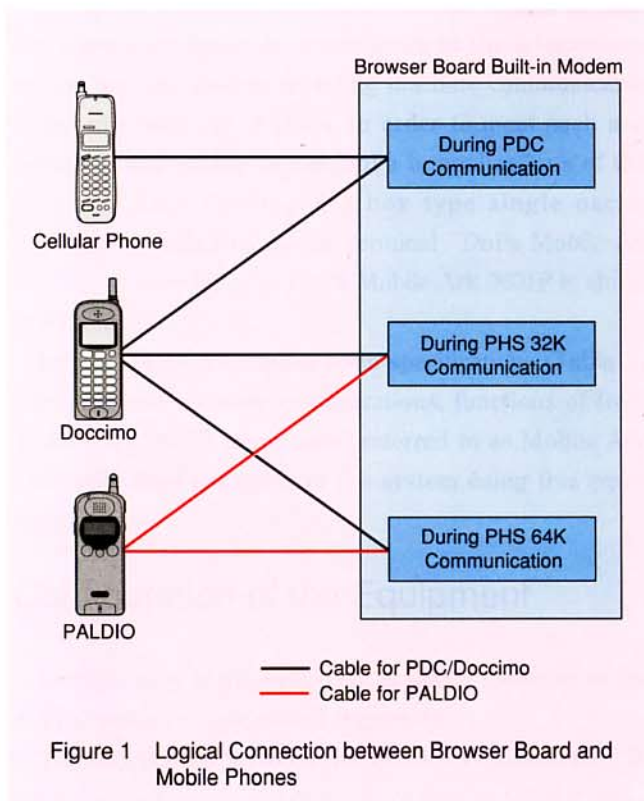 Browser Board Built-in Modem
During PDC
Communication
Cellular Phone
During PHS 32K
Communication
Doccimo
During PHS 64K
Communication
PALDIO
Cable for PDC/Doccimo
Cable for PALDIO
Figure 1 Logical Connection between Browser Board and
Mobile Phones